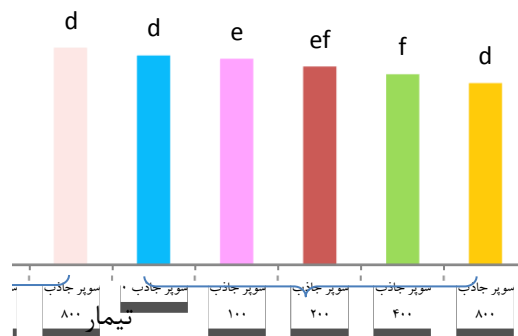 d d e ef f d
سوپر جاذب ۸۰۰
سوپر جاذب ۰
سوپر جاذب ۱۰۰
سوپر جاذب ۲۰۰
سوپر جاذب ۴۰۰
سوپر جاذب ۸۰۰
تیمار